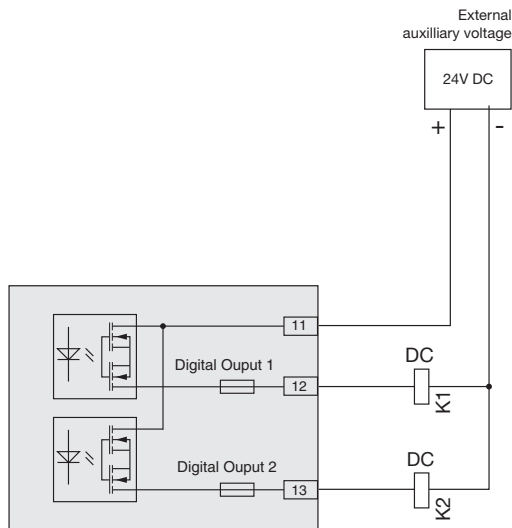 External
auxilliary voltage
24V DC
+ -
11
Digital Ouput 1
12
DC
K1
Digital Ouput 2
13
DC
K2